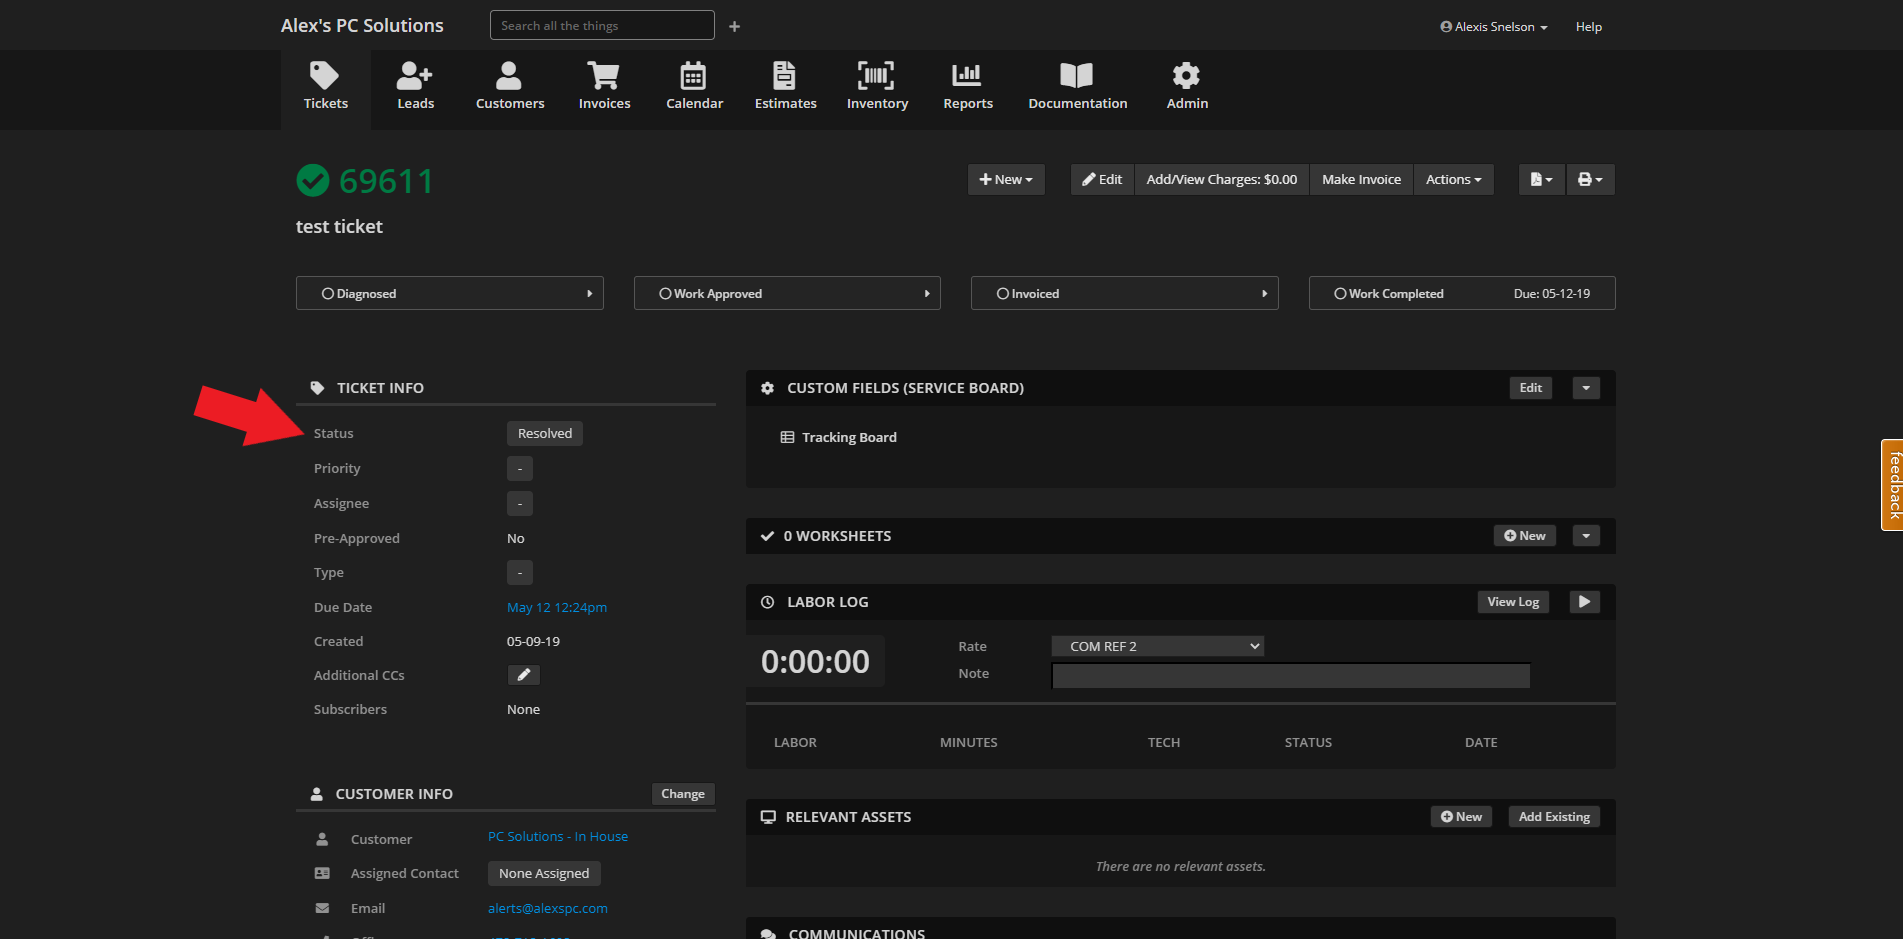 Alex's PC Solutions
Search all the things
+
Alexis Snelson
Help
Tickets
Leads
Customers
Invoices
Calendar
Estimates
Inventory
Reports
Documentation
Admin
69611
New
Edit
Add/View Charges: $0.00
Make Invoice
Actions
test ticket
Diagnosed
Work Approved
Invoiced
Work Completed
Due: 05-12-19
TICKET INFO
Status
Resolved
Priority
-
Assignee
-
Pre-Approved
No
Type
-
Due Date
May 12 12:24pm
Created
05-09-19
Additional CCs
Subscribers
None
CUSTOMER INFO
Change
Customer
PC Solutions - In House
Assigned Contact
None Assigned
Email
alerts@alexspc.com
CUSTOM FIELDS (SERVICE BOARD)
Edit
Tracking Board
0 WORKSHEETS
New
LABOR LOG
View Log
0:00:00
Rate
COM REF 2
Note
LABOR
MINUTES
TECH
STATUS
DATE
RELEVANT ASSETS
New
Add Existing
There are no relevant assets.
COMMUNICATIONS
feedback